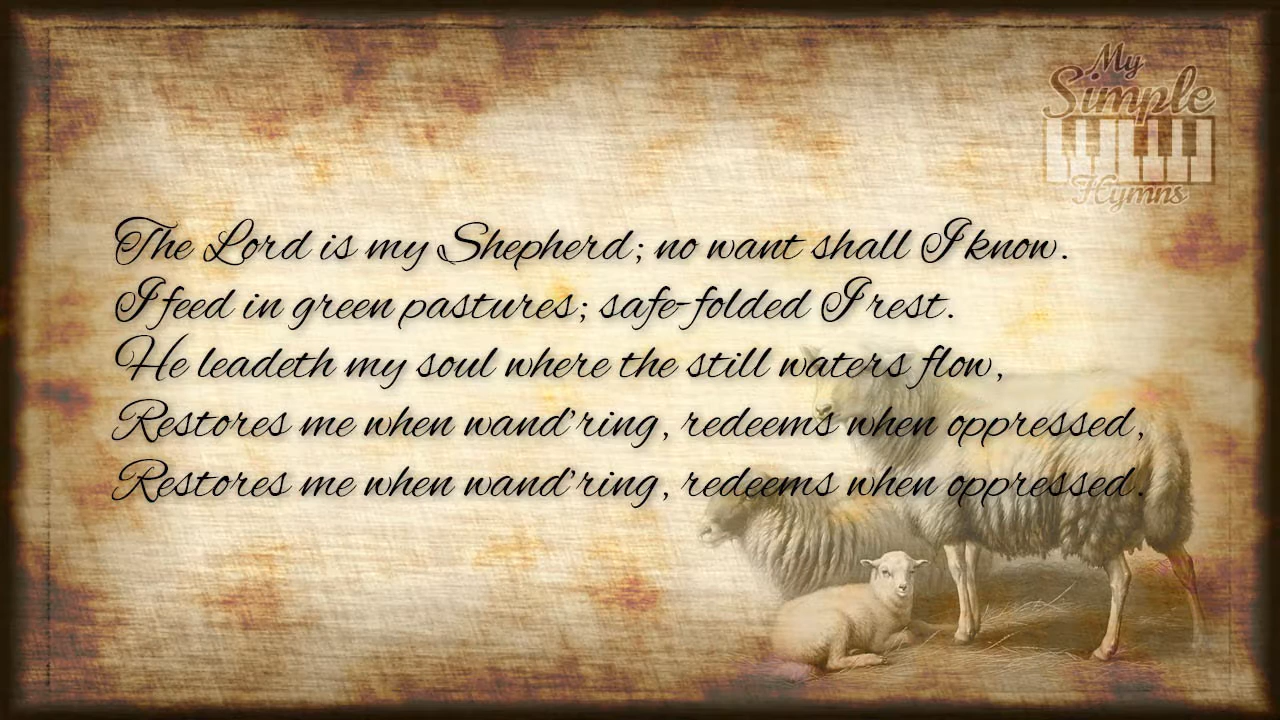 My
Simple
Hymns
The Lord is my Shepherd; no want shall I know.
I feed in green pastures; safe-folded I rest.
He leadeth my soul where the still waters flow,
Restores me when wand'ring, redeems when oppressed,
Restores me when wand'ring, redeems when oppressed.